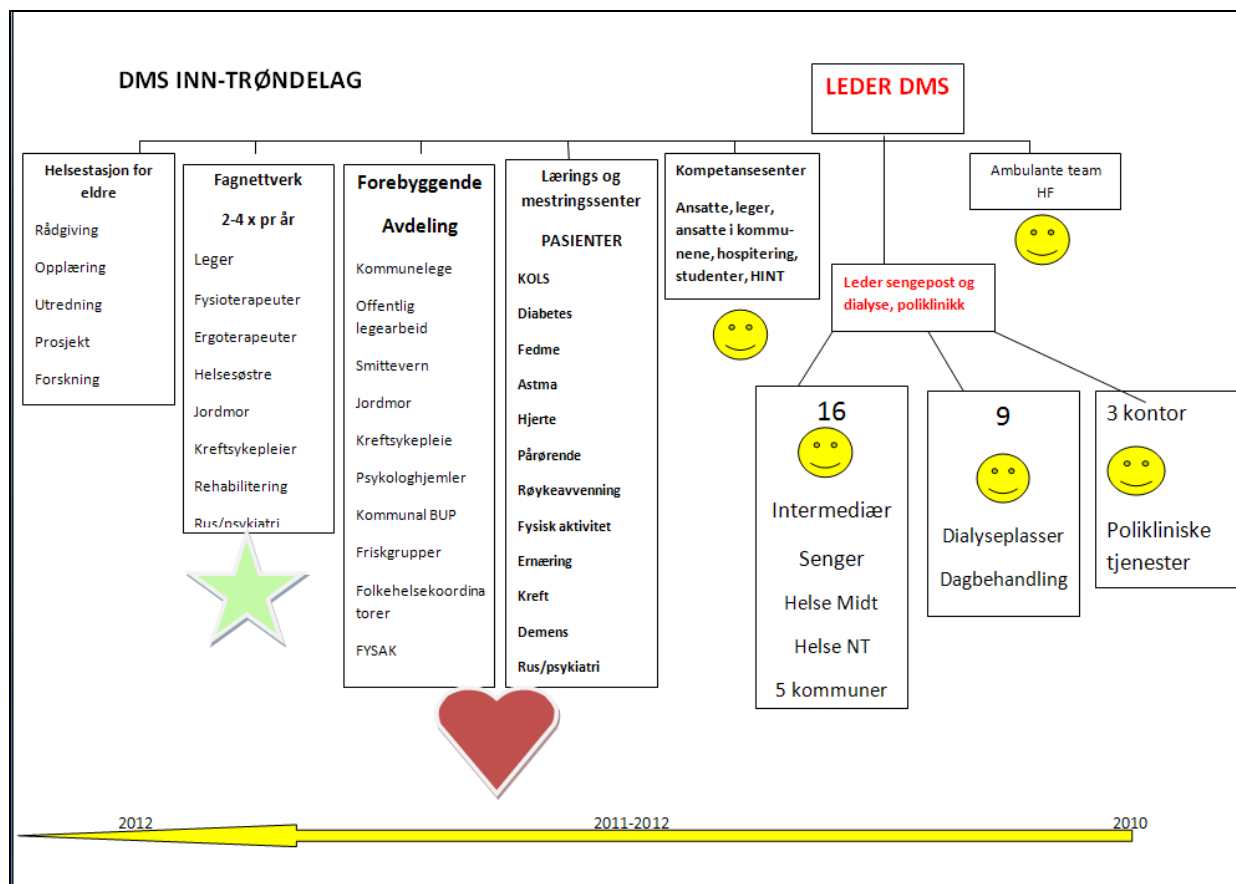 DMS INN-TRØNDELAG
LEDER DMS
Helsestasjon for
eldre
Rådgiving
Opplæring
Utredning
Prosjekt
Forskning
Fagnettverk
2-4 x pr år
Leger
Fysioterapeuter
Ergoterapeuter
Helsesøstre
Jordmor
Kreftsykepleier
Rehabilitering
Rus/psykiatri
Forebyggende
Avdeling
Kommunelege
Offentlig
legearbeid
Smittevern
Jordmor
Kreftsykepleie
Psykologhjemler
Kommunal BUP
Friskgrupper
Folkehelsekoordina
torer
FYSAK
Lærings og
mestringssenter
PASIENTER
KOLS
Diabetes
Fedme
Astma
Hjerte
Pårørende
Røykeavvenning
Fysisk aktivitet
Ernæring
Kreft
Demens
Rus/psykiatri
Kompetansesenter
Ansatte, leger,
ansatte i kommu-
nene, hospitering,
studenter, HINT
Ambulante team
HF
Leder sengepost og
dialyse, poliklinikk
16
Intermediær
Senger
Helse Midt
Helse NT
5 kommuner
9
Dialyseplasser
Dagbehandling
3 kontor
Polikliniske
tjenester
2012
2011-2012
2010